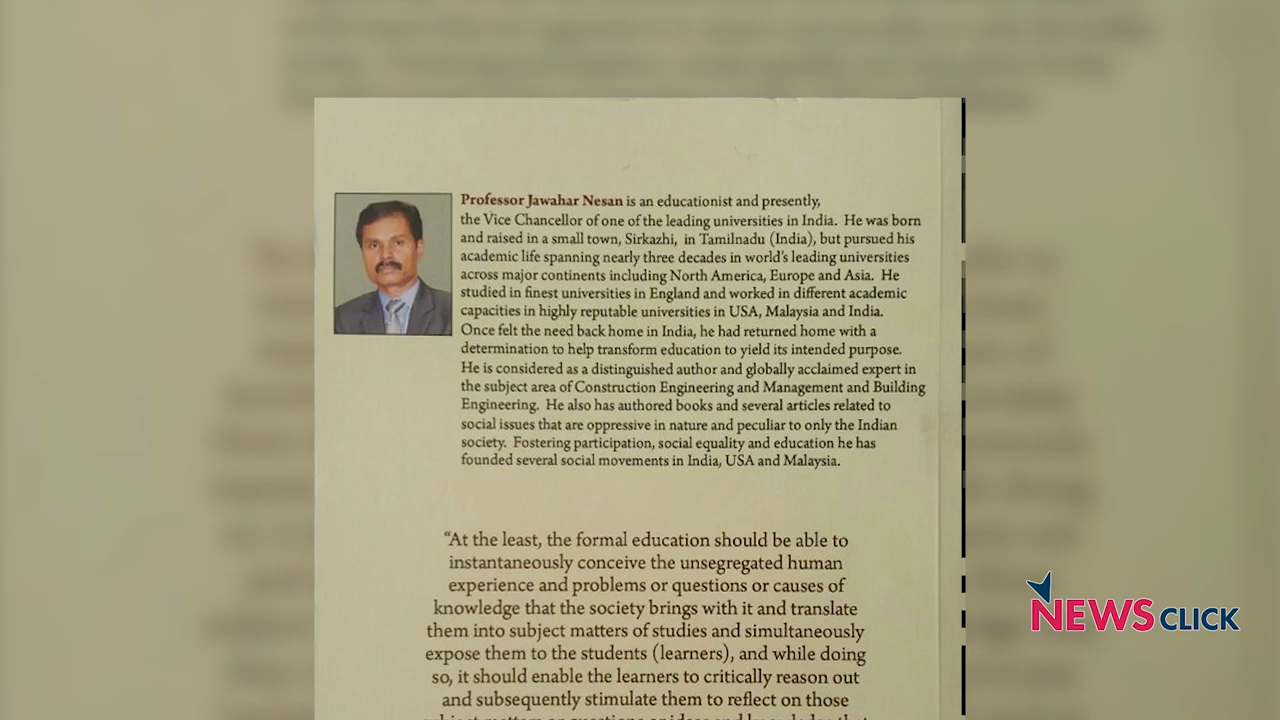 Professor Jawahar Nesan is an educationist and presently,
the Vice Chancellor of one of the leading universities in India. He was born
and raised in a small town, Sirkazhi, in Tamilnadu (India), but pursued his
academic life spanning nearly three decades in world's leading universities
across major continents including North America, Europe and Asia. He
studied in finest universities in England and worked in different academic
capacities in highly reputable universities in USA, Malaysia and India.
Once felt the need back home in India, he had returned home with a
determination to help transform education to yield its intended purpose.
He is considered as a distinguished author and globally acclaimed expert in
the subject area of Construction Engineering and Management and Building
Engineering. He also has authored books and several articles related to
social issues that are oppressive in nature and peculiar to only the Indian
society. Fostering participation, social equality and education he has
founded several social movements in India, USA and Malaysia.
“At the least, the formal education should be able to
instantaneously conceive the unsegregated human
experience and problems or questions or causes of
knowledge that the society brings with it and translate
them into subject matters of studies and simultaneously
expose them to the students (learners), and while doing
so, it should enable the learners to critically reason out
and subsequently stimulate them to reflect on those
NEWS CLICK